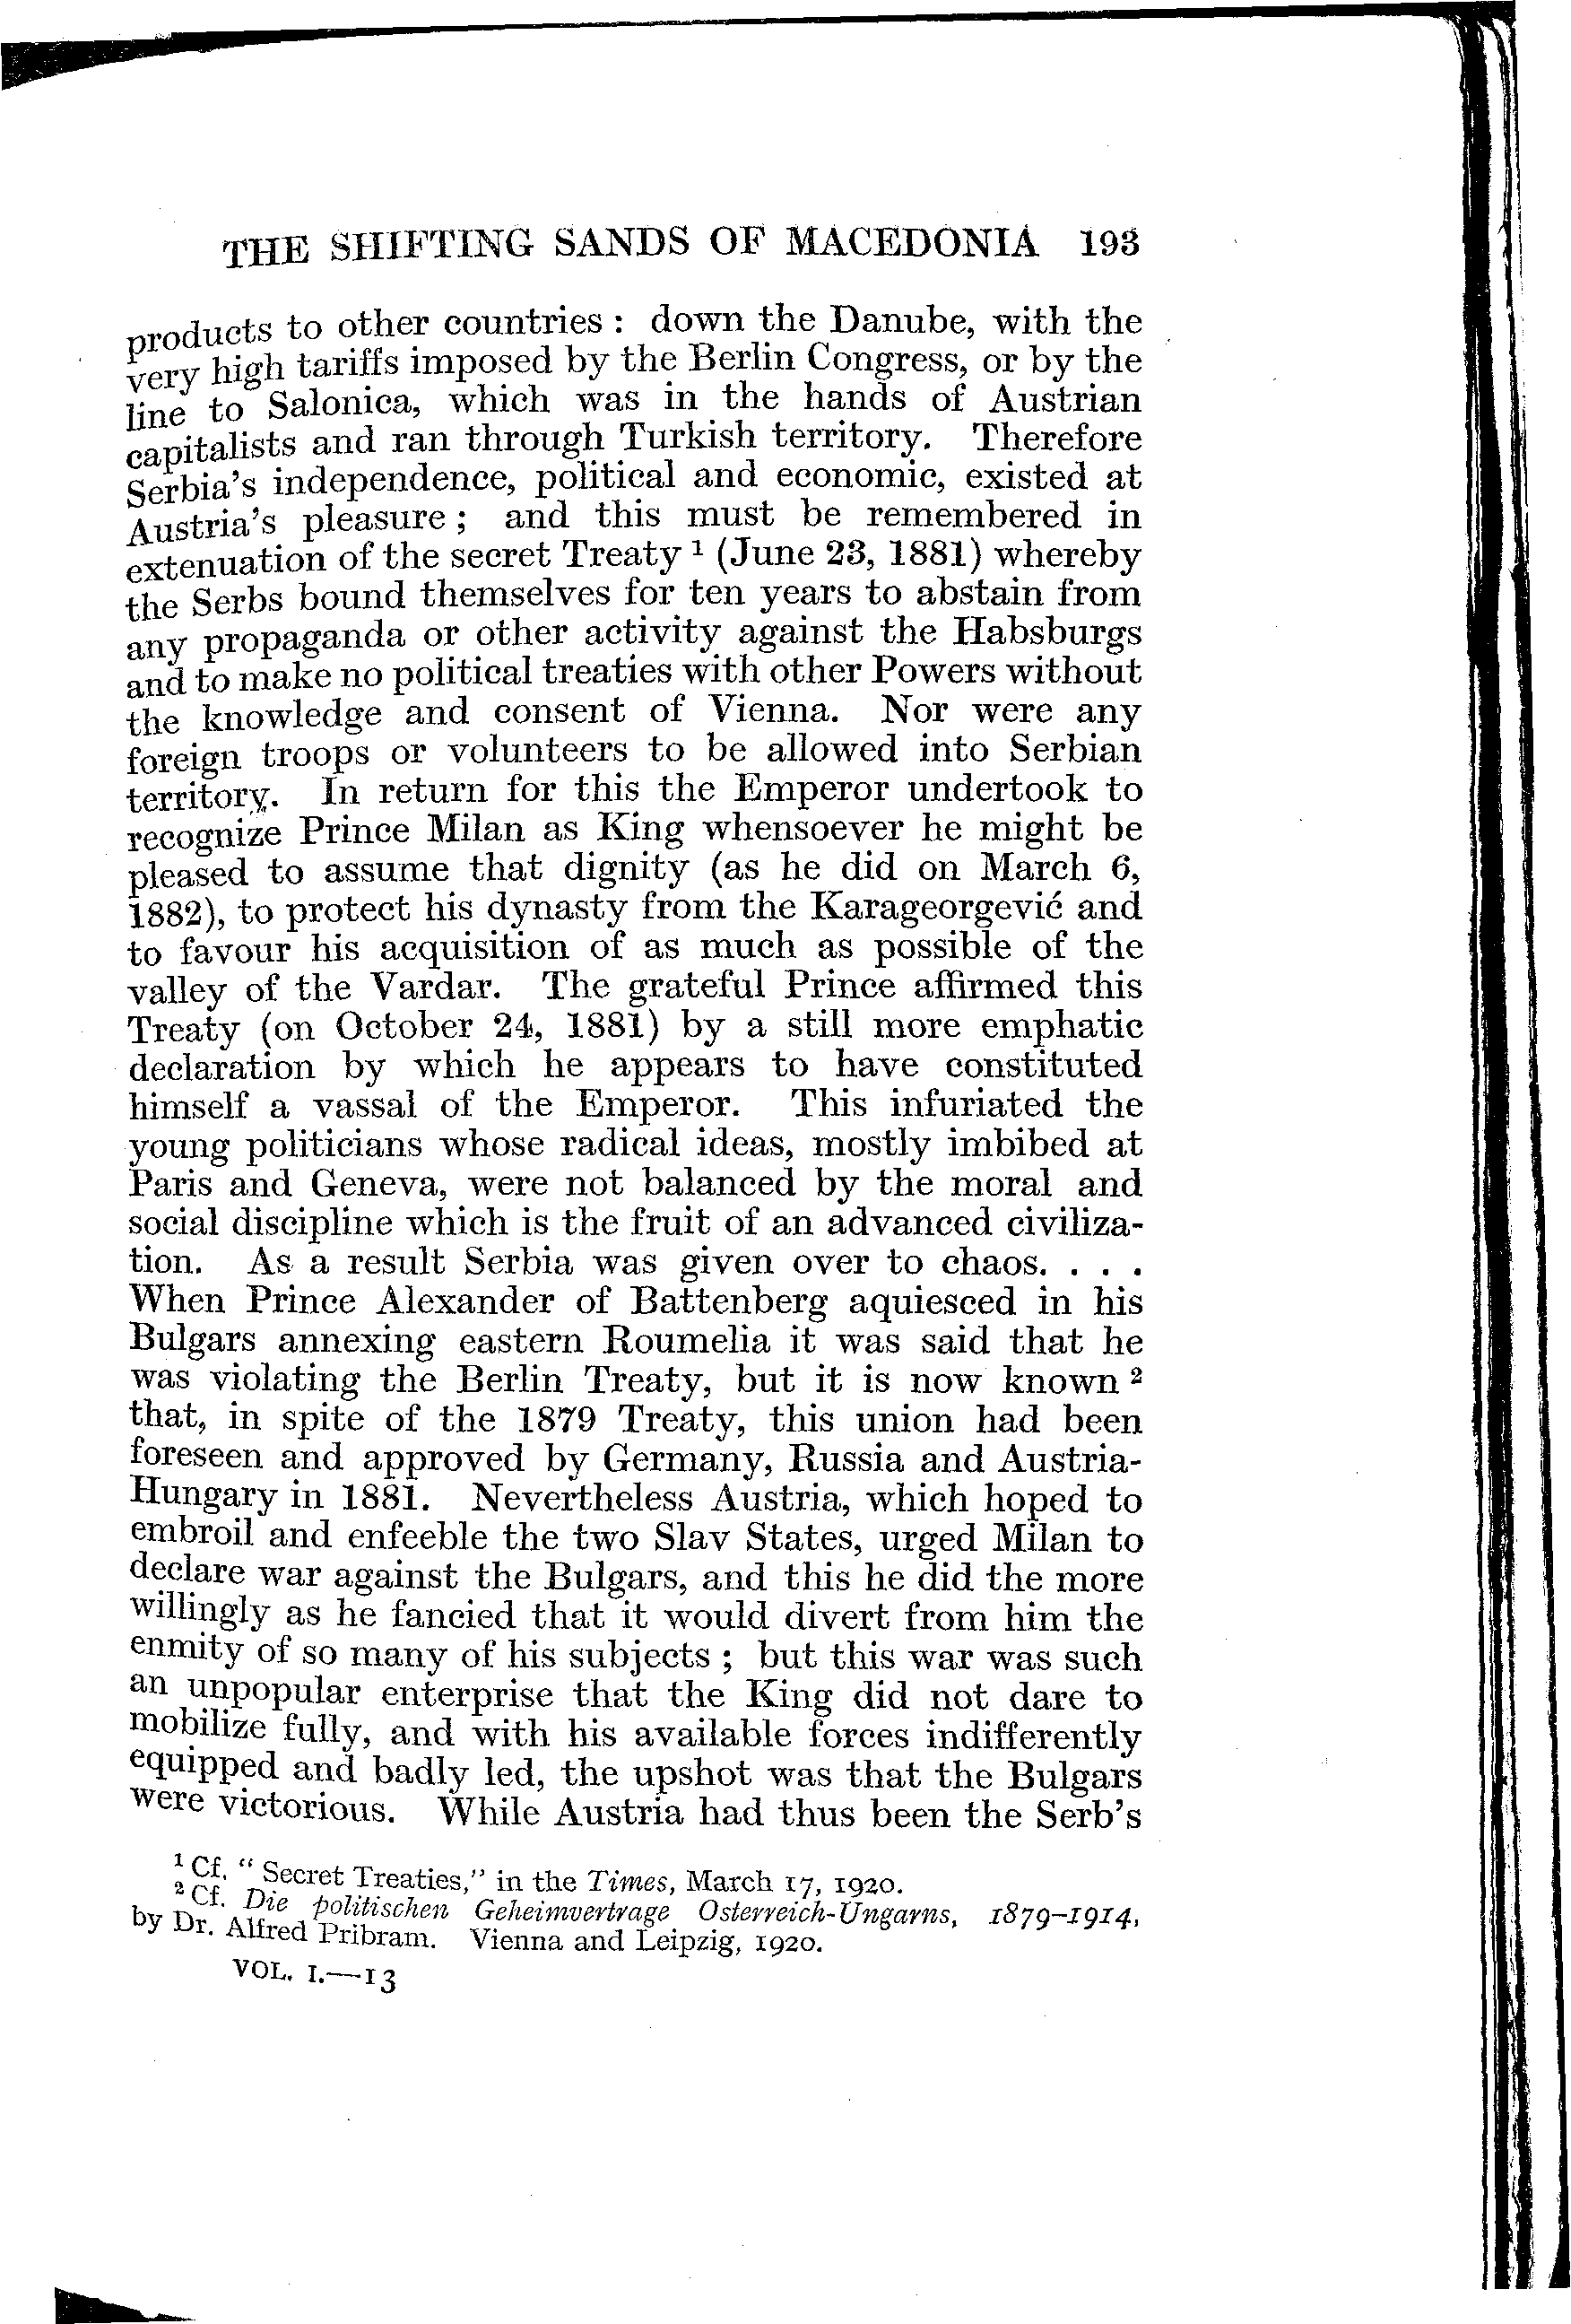 THE SHIFTING SANDS OF MACEDONIA 193
products to other countries : down the Danube, with the
very high tariffs imposed by the Berlin Congress, or by the
line to Salonica, which was in the hands of Austrian
capitalists and ran through Turkish territory. Therefore
Serbia's independence, political and economic, existed at
Austria's pleasure ; and this must be remembered in
extenuation of the secret Treaty ¹ (June 23, 1881) whereby
the Serbs bound themselves for ten years to abstain from
any propaganda or other activity against the Habsburgs
and to make no political treaties with other Powers without
the knowledge and consent of Vienna. Nor were any
foreign troops or volunteers to be allowed into Serbian
territory. In return for this the Emperor undertook to
recognize Prince Milan as King whensoever he might be
pleased to assume that dignity (as he did on March 6,
1882), to protect his dynasty from the Karageorgević and
to favour his acquisition of as much as possible of the
valley of the Vardar. The grateful Prince affirmed this
Treaty (on October 24, 1881) by a still more emphatic
declaration by which he appears to have constituted
himself a vassal of the Emperor. This infuriated the
young politicians whose radical ideas, mostly imbibed at
Paris and Geneva, were not balanced by the moral and
social discipline which is the fruit of an advanced civiliza-
tion. As a result Serbia was given over to chaos. . . .
When Prince Alexander of Battenberg aquiesced in his
Bulgars annexing eastern Roumelia it was said that he
was violating the Berlin Treaty, but it is now known ²
that, in spite of the 1879 Treaty, this union had been
foreseen and approved by Germany, Russia and Austria-
Hungary in 1881. Nevertheless Austria, which hoped to
embroil and enfeeble the two Slav States, urged Milan to
declare war against the Bulgars, and this he did the more
willingly as he fancied that it would divert from him the
enmity of so many of his subjects ; but this war was such
an unpopular enterprise that the King did not dare to
mobilize fully, and with his available forces indifferently
equipped and badly led, the upshot was that the Bulgars
were victorious. While Austria had thus been the Serb's
¹ Cf. " Secret Treaties," in the Times, March 17, 1920.
² Cf. Die politischen Geheimvertrage Osterreich-Ungarns, 1879–1914,
by Dr. Alfred Pribram. Vienna and Leipzig, 1920.
VOL. I.—13